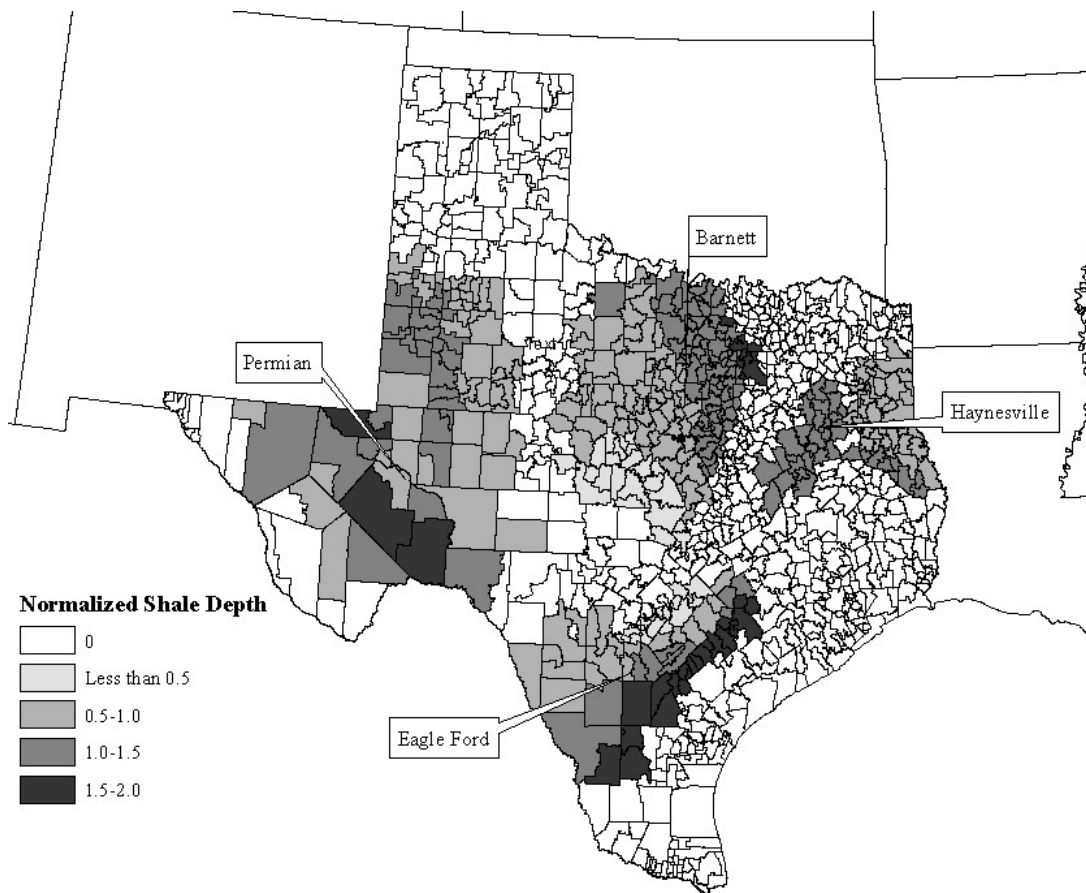 Barnett
Permian
Haynesville
Eagle Ford
Normalized Shale Depth
0
Less than 0.5
0.5-1.0
1.0-1.5
1.5-2.0